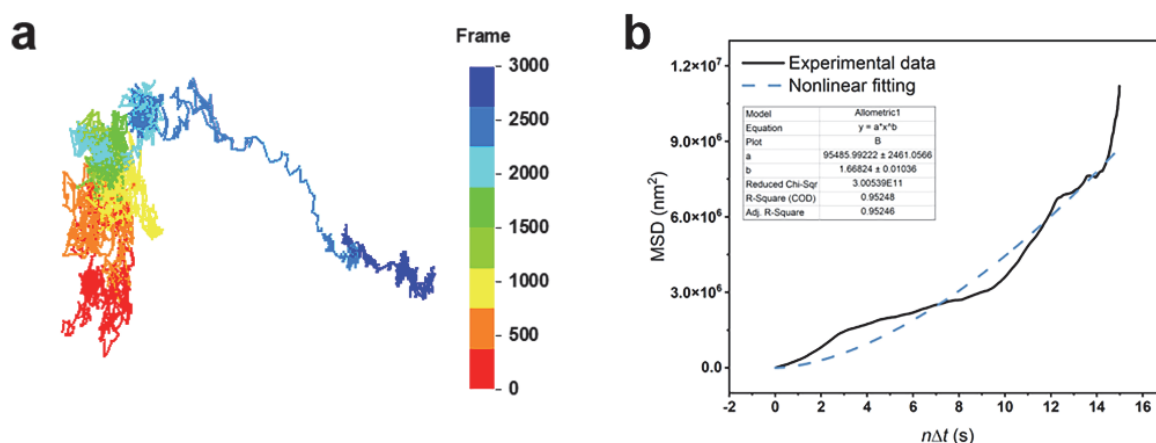 a
Frame
3000
2500
2000
1500
1000
500
0
b
Experimental data
Nonlinear fitting
Model Allometric1
Equation y = a*x^b
Plot B
a 95485.99222 ± 2461.0566
b 1.66824 ± 0.01036
Reduced Chi-Sqr 3.00539E11
R-Square (COD) 0.95248
Adj. R-Square 0.95246
MSD (nm²)
1.2×10⁷
9.0×10⁶
6.0×10⁶
3.0×10⁶
0.0
-2 0 2 4 6 8 10 12 14 16
nΔt (s)